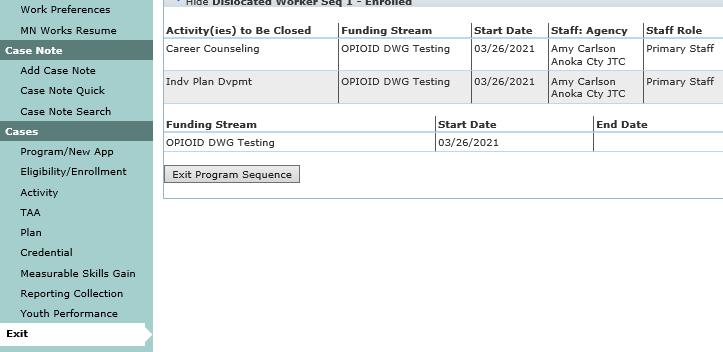 Work Preferences
MN Works Resume
Case Note
Add Case Note
Case Note Quick
Case Note Search
Cases
Program/New App
Eligibility/Enrollment
Activity
TAA
Plan
Credential
Measurable Skills Gain
Reporting Collection
Youth Performance
Exit
Hide Dislocated Worker Seq 1 - Enrolled
Activity(ies) to Be Closed Funding Stream Start Date Staff: Agency Staff Role
Career Counseling OPIOID DWG Testing 03/26/2021 Amy Carlson Primary Staff
Anoka Cty JTC
Indv Plan Dvpmt OPIOID DWG Testing 03/26/2021 Amy Carlson Primary Staff
Anoka Cty JTC
Funding Stream Start Date End Date
OPIOID DWG Testing 03/26/2021
Exit Program Sequence